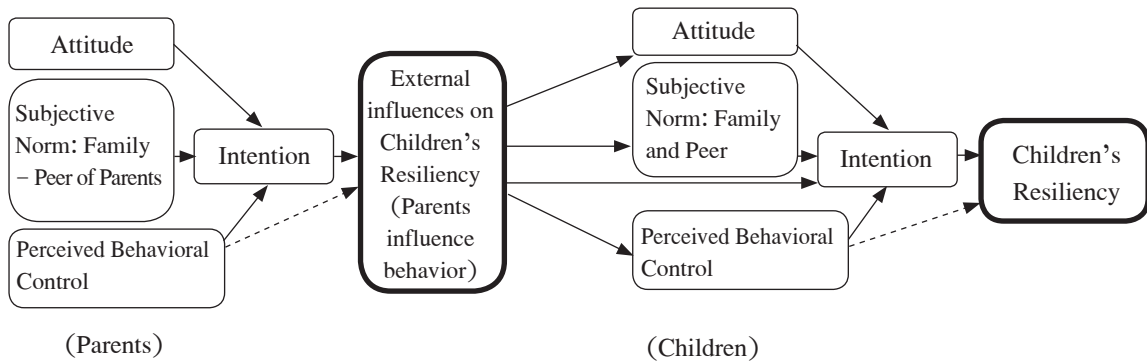 Attitude
Subjective
Norm: Family
– Peer of Parents
Perceived Behavioral
Control
Intention
External
influences on
Children's
Resiliency
(Parents
influence
behavior)
Attitude
Subjective
Norm: Family
and Peer
Perceived Behavioral
Control
Intention
Children's
Resiliency
(Parents)
(Children)